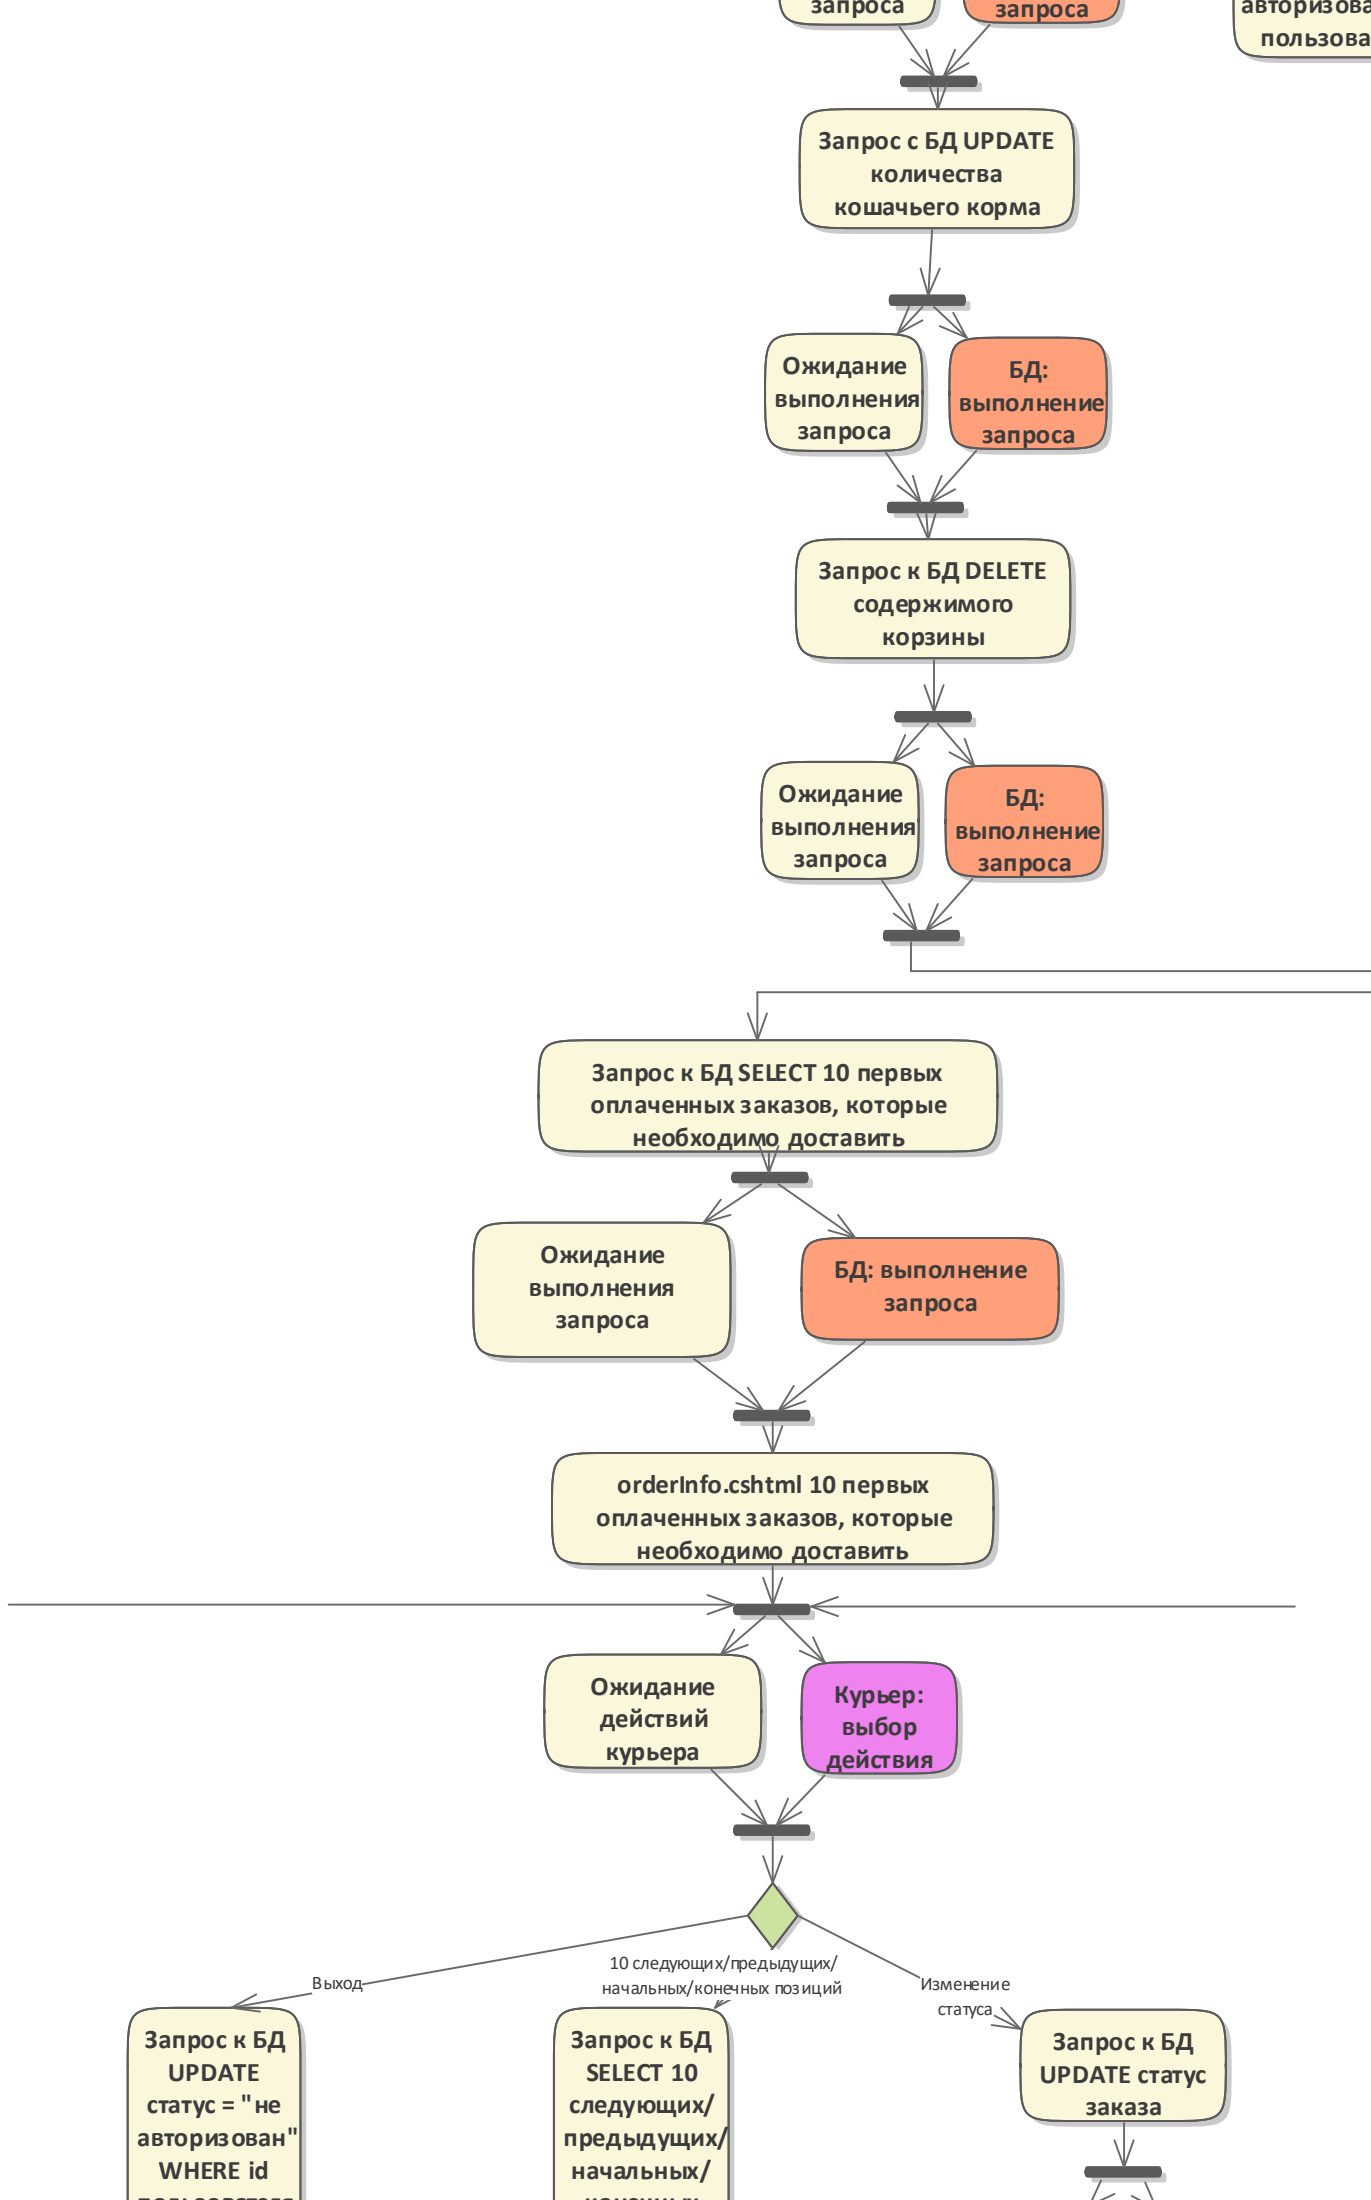 запроса
запроса
авторизова
пользова
Запрос с БД UPDATE
количества
кошачьего корма
Ожидание
выполнения
запроса
БД:
выполнение
запроса
Запрос к БД DELETE
содержимого
корзины
Ожидание
выполнения
запроса
БД:
выполнение
запроса
Запрос к БД SELECT 10 первых
оплаченных заказов, которые
необходимо доставить
Ожидание
выполнения
запроса
БД: выполнение
запроса
orderInfo.cshtml 10 первых
оплаченных заказов, которые
необходимо доставить
Ожидание
действий
курьера
Курьер:
выбор
действия
Выход
10 следующих/предыдущих/
начальных/конечных позиций
Изменение
статуса
Запрос к БД
UPDATE
статус = "не
авторизован"
WHERE id
Запрос к БД
SELECT 10
следующих/
предыдущих/
начальных/
Запрос к БД
UPDATE статус
заказа